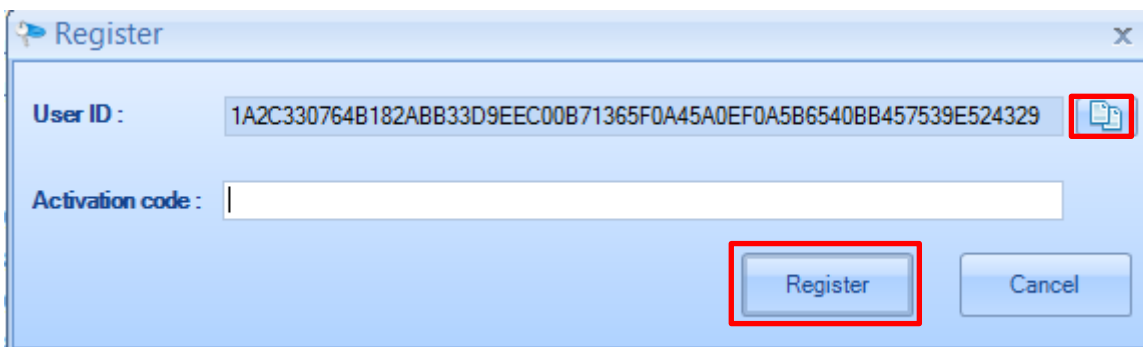 Register
User ID : 1A2C330764B182ABB33D9EEC00B71365F0A45A0EF0A5B6540BB457539E524329
Activation code :
Register Cancel